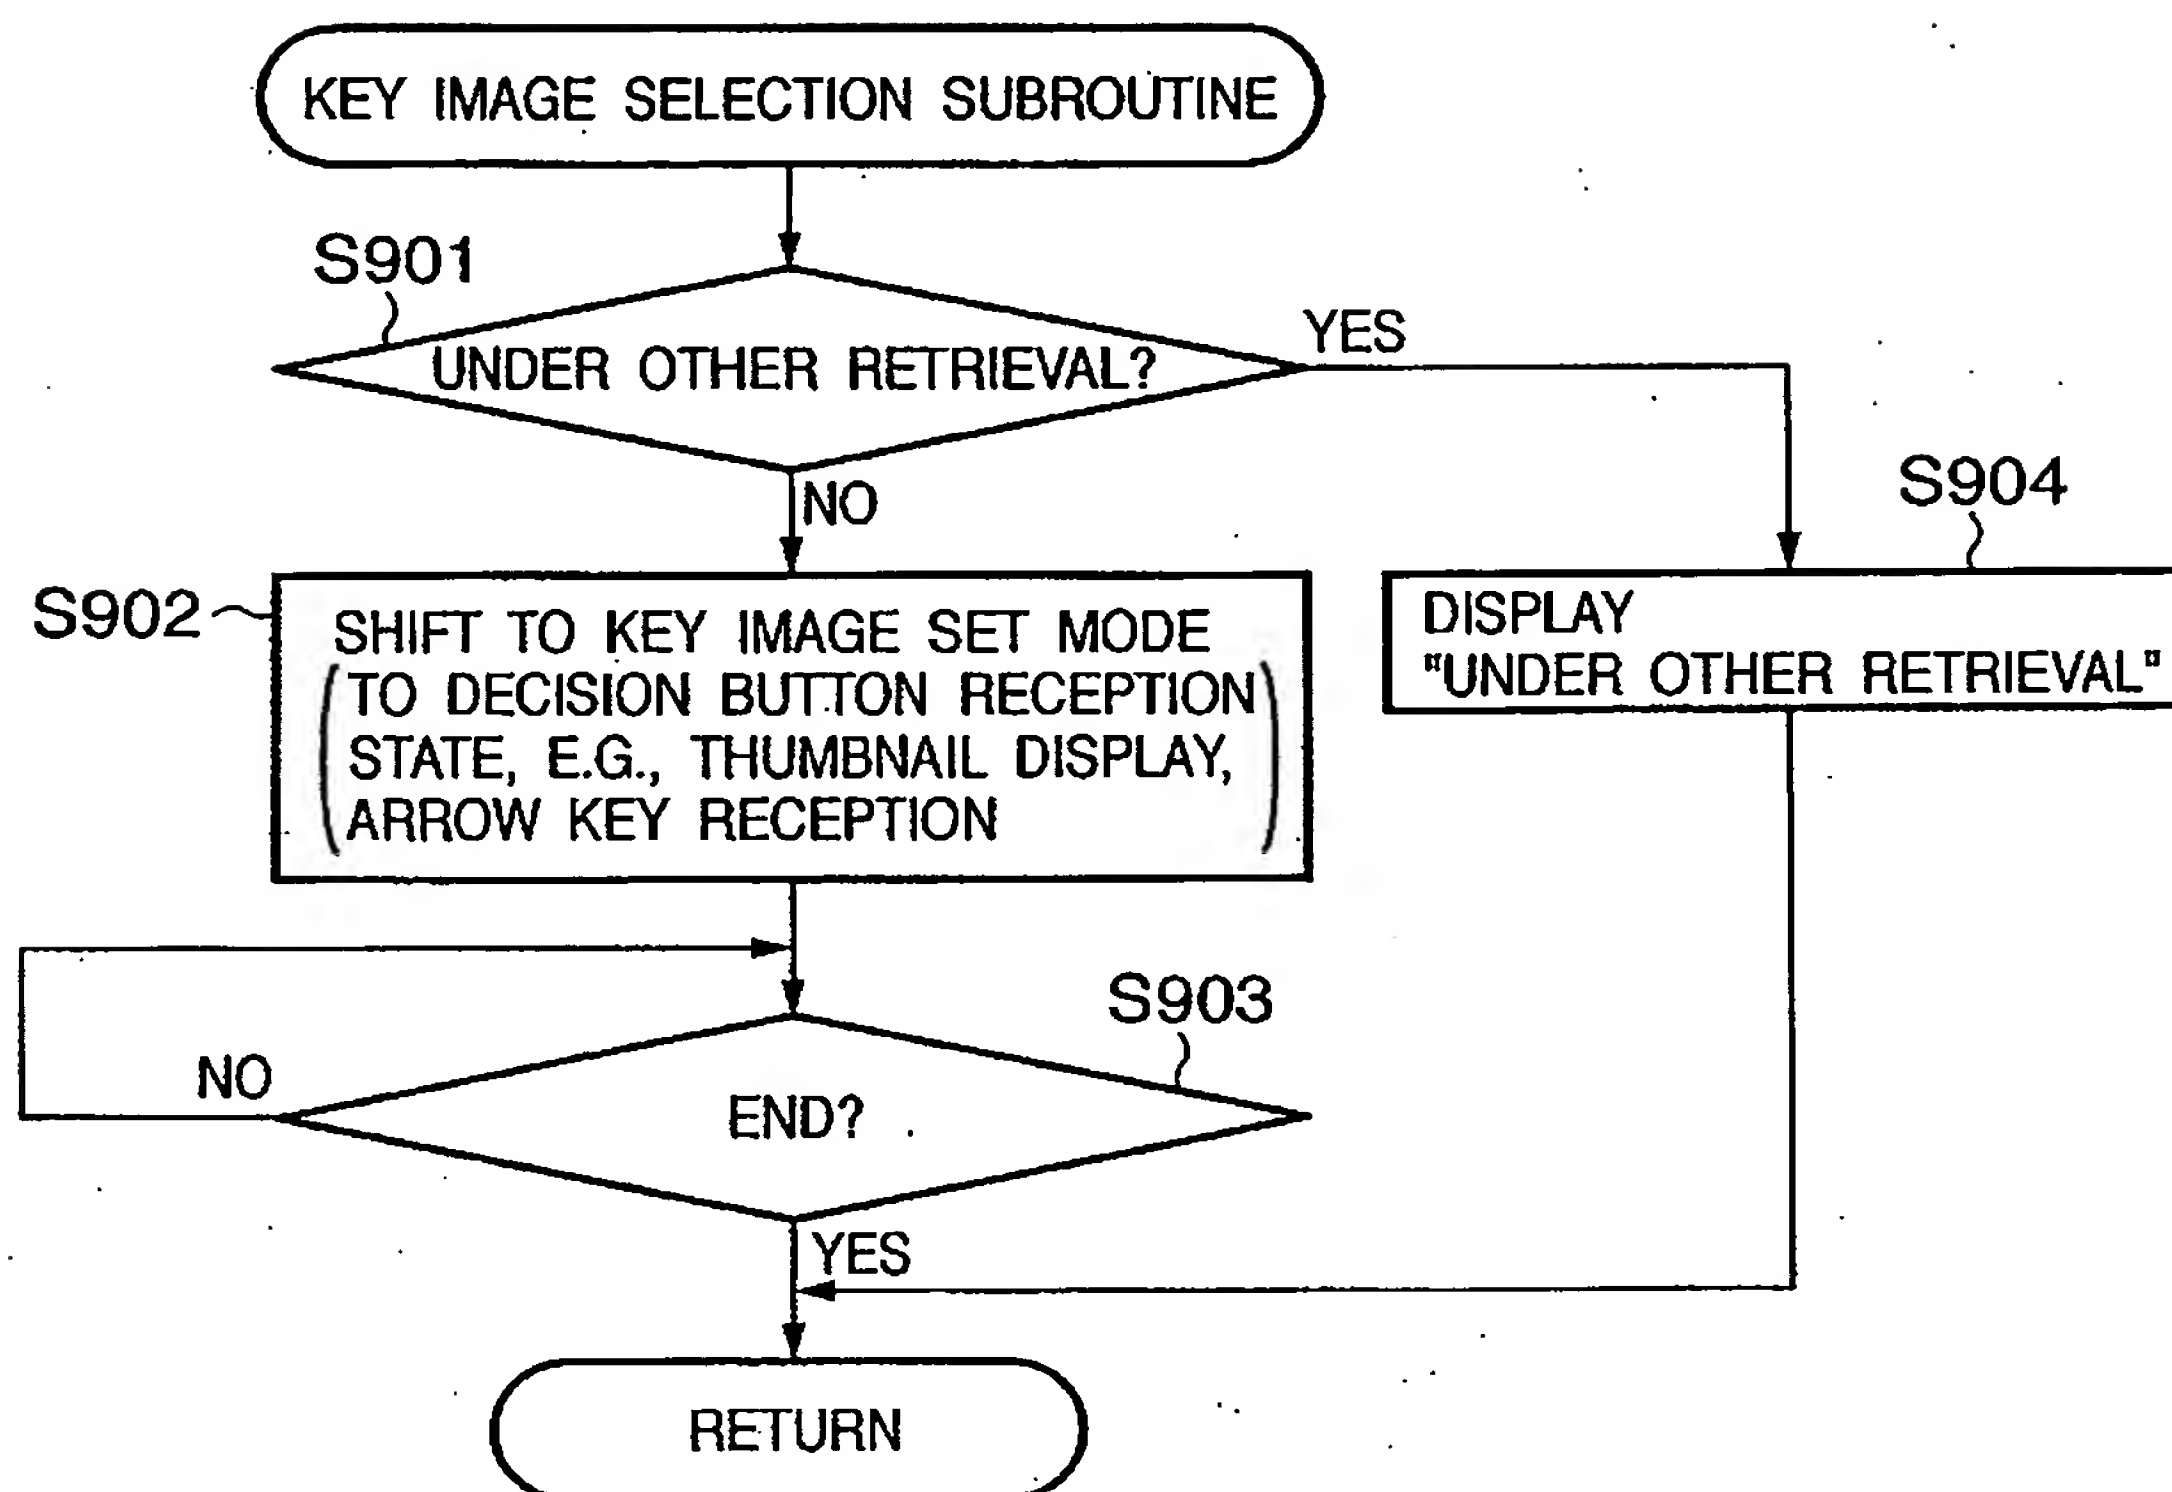 KEY IMAGE SELECTION SUBROUTINE
S901
UNDER OTHER RETRIEVAL?
YES
NO
S904
DISPLAY
"UNDER OTHER RETRIEVAL"
S902
SHIFT TO KEY IMAGE SET MODE
(TO DECISION BUTTON RECEPTION
STATE, E.G., THUMBNAIL DISPLAY,
ARROW KEY RECEPTION)
S903
NO
END?
YES
RETURN